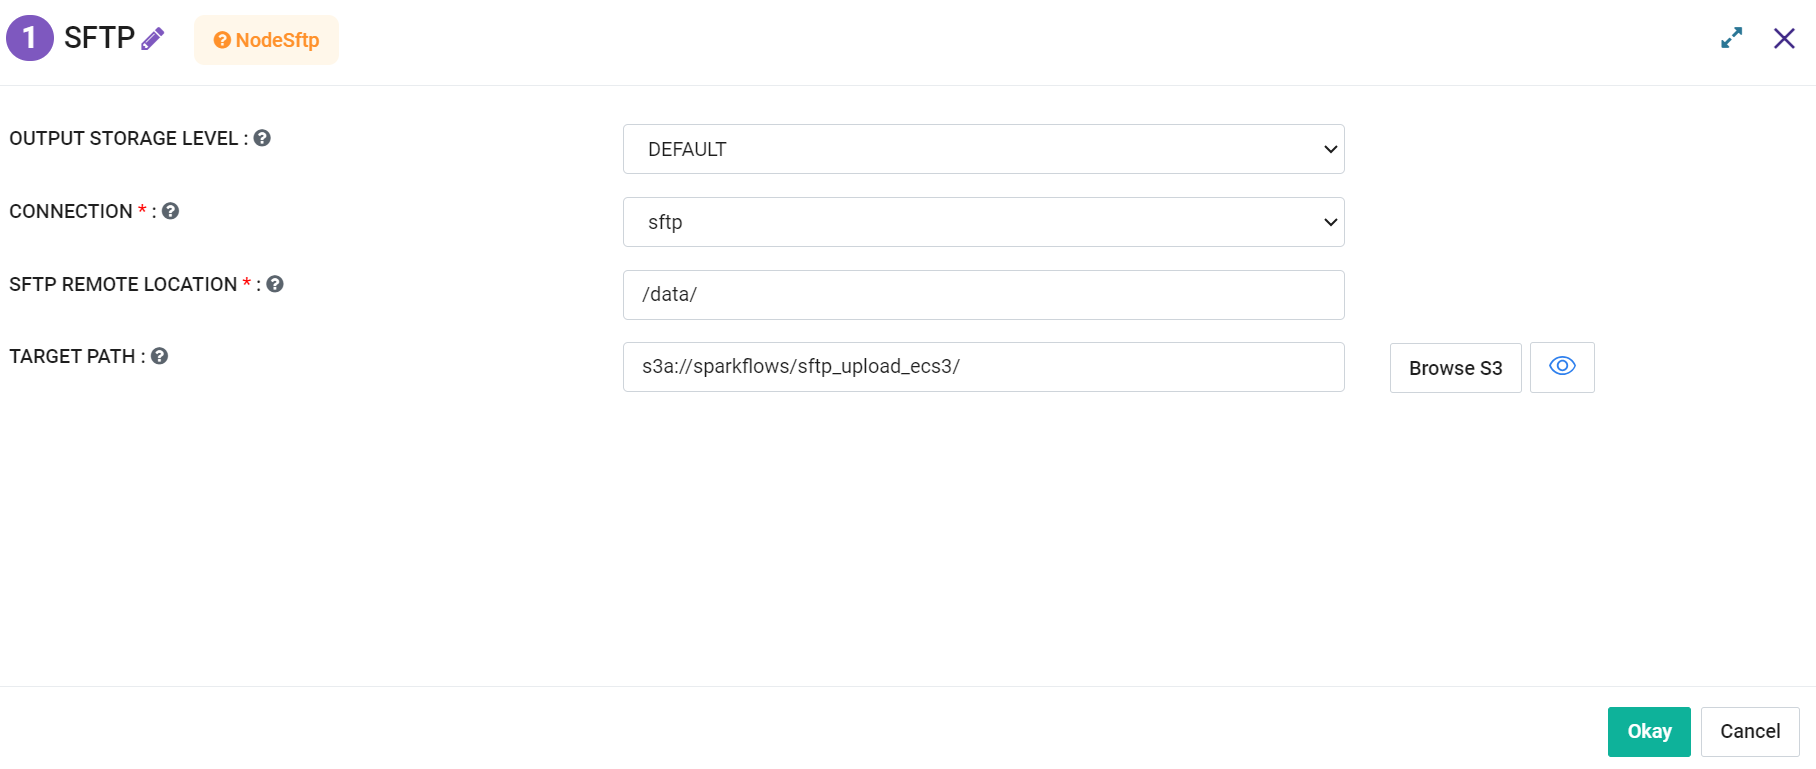 1 SFTP NodeSftp
OUTPUT STORAGE LEVEL : DEFAULT
CONNECTION * : sftp
SFTP REMOTE LOCATION * : /data/
TARGET PATH : s3a://sparkflows/sftp_upload_ecs3/ Browse S3
Okay Cancel